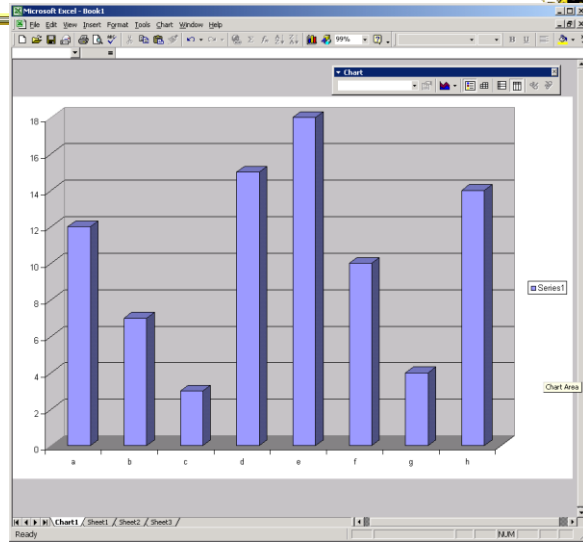 Microsoft Excel - Book1
File Edit View Insert Format Tools Chart Window Help
99%
B U
=
Chart
18
16
14
12
10
8
6
4
2
0
a b c d e f g h
Series1
Chart Area
Chart1 Sheet1 Sheet2 Sheet3
Ready NUM